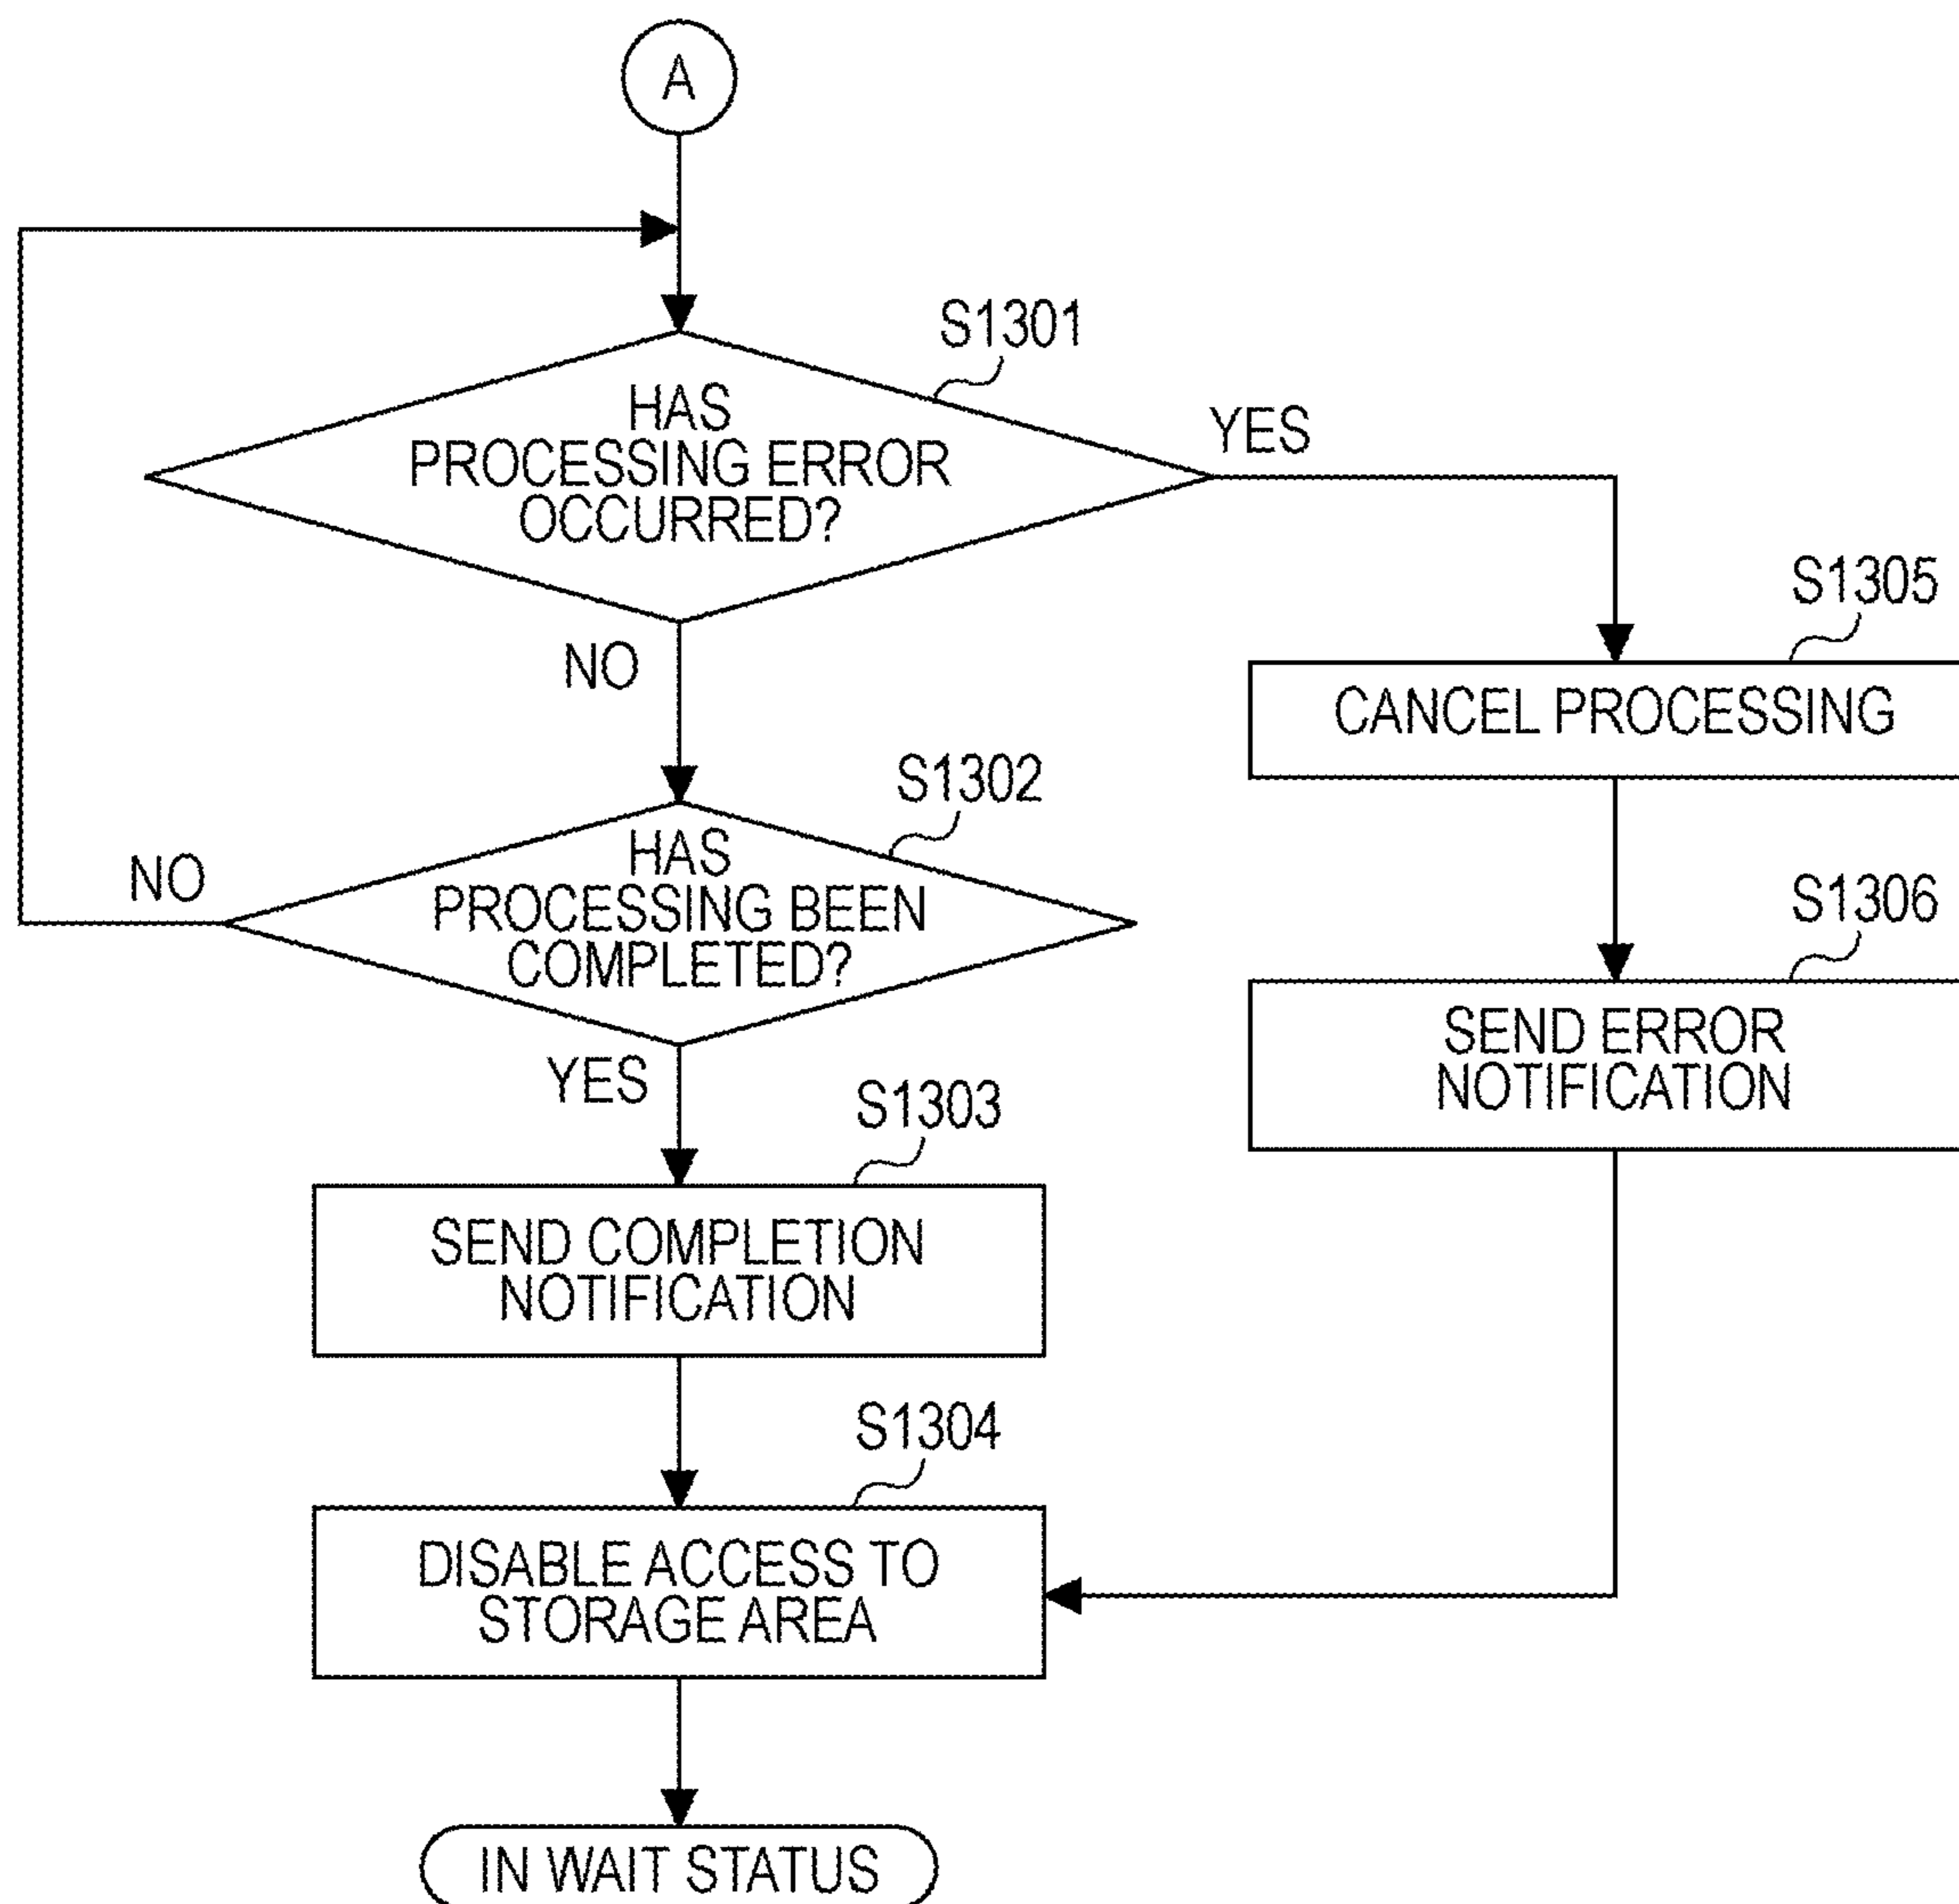 A
S1301
HAS
PROCESSING ERROR
OCCURRED?
YES
NO
S1305
CANCEL PROCESSING
S1302
HAS
PROCESSING BEEN
COMPLETED?
NO
YES
S1306
SEND ERROR
NOTIFICATION
S1303
SEND COMPLETION
NOTIFICATION
S1304
DISABLE ACCESS TO
STORAGE AREA
IN WAIT STATUS